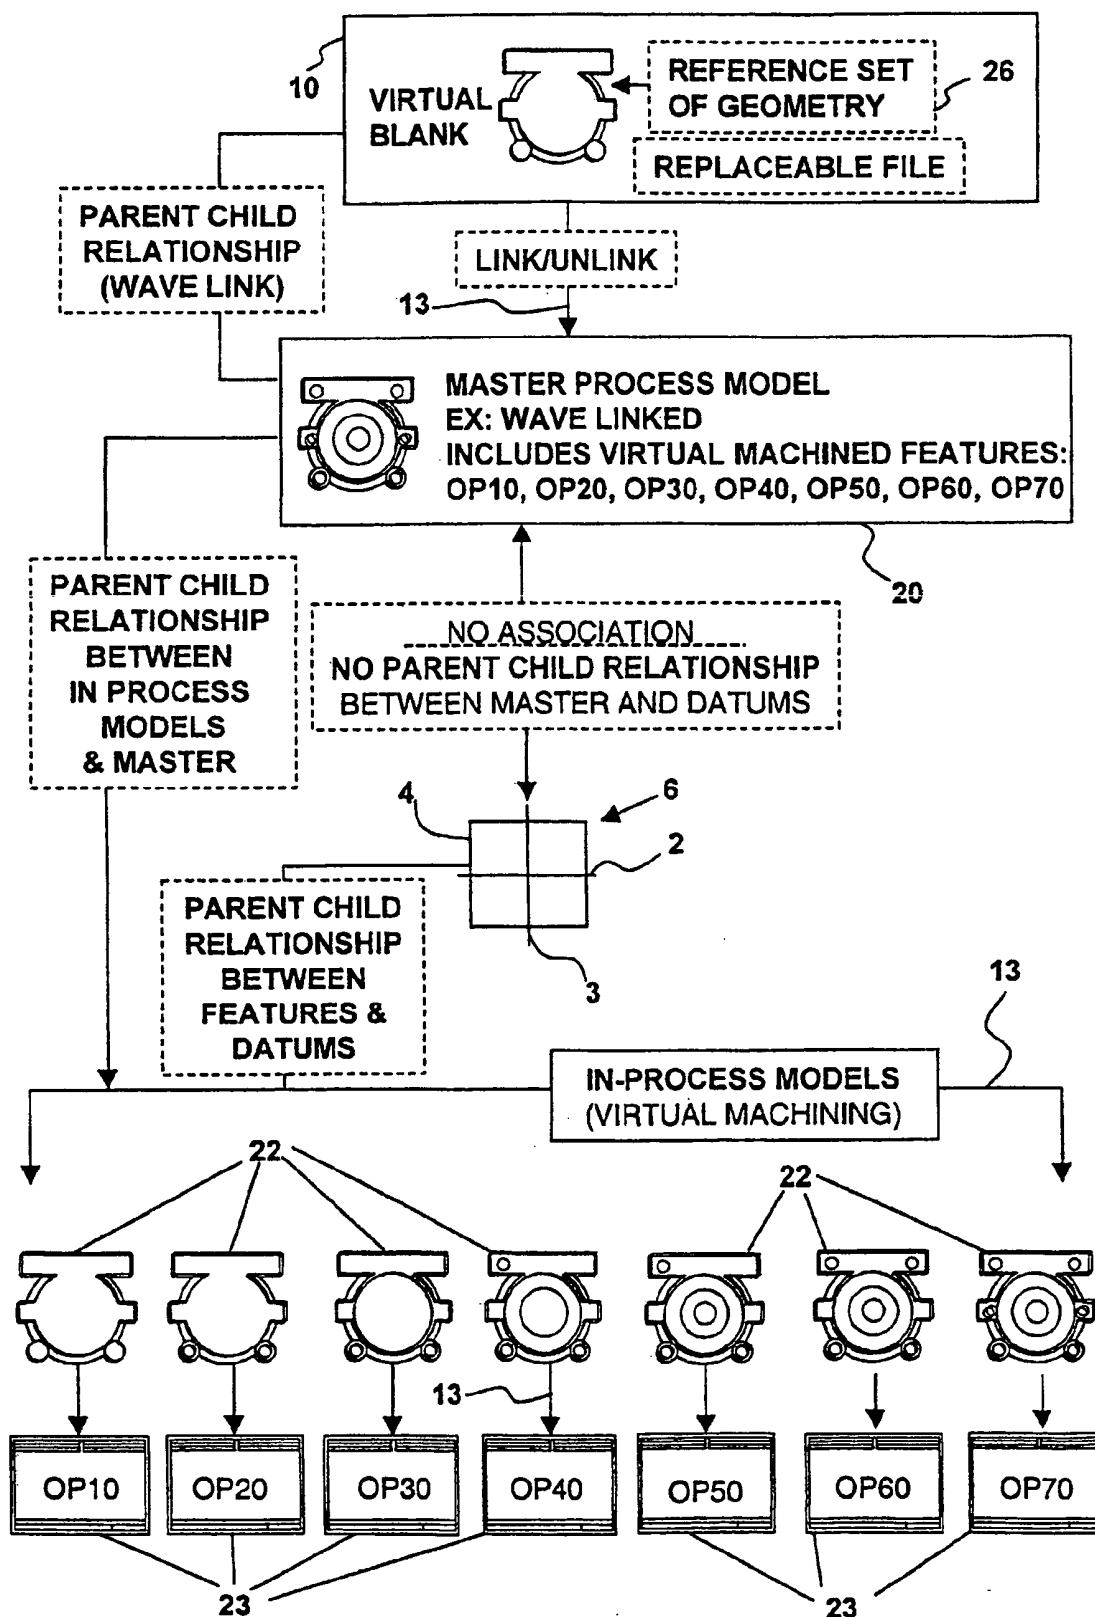 10
VIRTUAL
BLANK
REFERENCE SET
OF GEOMETRY
26
REPLACEABLE FILE
PARENT CHILD
RELATIONSHIP
(WAVE LINK)
LINK/UNLINK
13
MASTER PROCESS MODEL
EX: WAVE LINKED
INCLUDES VIRTUAL MACHINED FEATURES:
OP10, OP20, OP30, OP40, OP50, OP60, OP70
20
PARENT CHILD
RELATIONSHIP
BETWEEN
IN PROCESS
MODELS
& MASTER
NO ASSOCIATION
NO PARENT CHILD RELATIONSHIP
BETWEEN MASTER AND DATUMS
4
6
2
3
PARENT CHILD
RELATIONSHIP
BETWEEN
FEATURES &
DATUMS
13
IN-PROCESS MODELS
(VIRTUAL MACHINING)
22
22
13
OP10
OP20
OP30
OP40
OP50
OP60
OP70
23
23